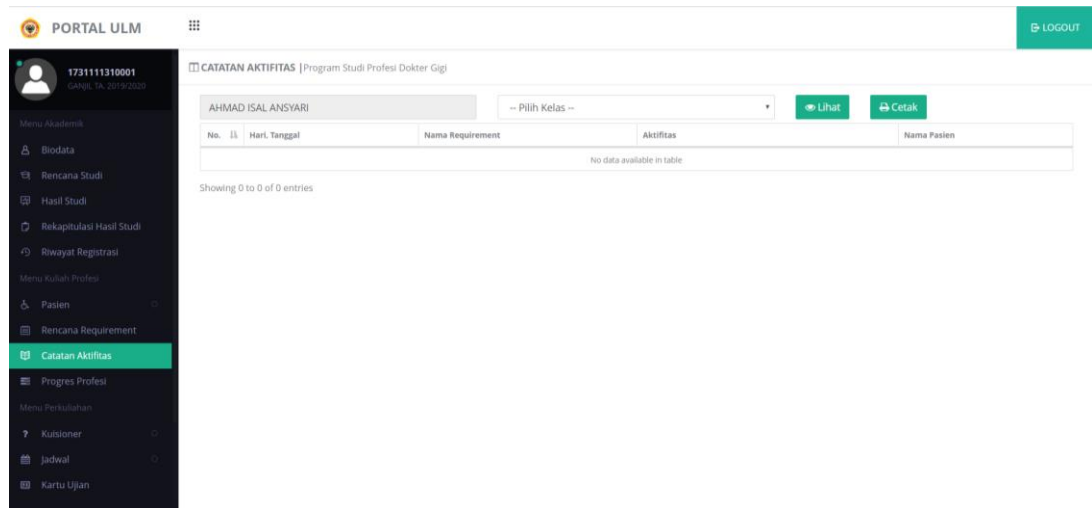 PORTAL ULM
LOGOUT
1731111310001
GANJIL TA. 2019/2020
CATATAN AKTIFITAS |Program Studi Profesi Dokter Gigi
AHMAD ISAL ANSYARI
-- Pilih Kelas --
Lihat
Cetak
No. Hari, Tanggal Nama Requirement Aktifitas Nama Pasien
No data available in table
Showing 0 to 0 of 0 entries
Menu Akademik
Biodata
Rencana Studi
Hasil Studi
Rekapitulasi Hasil Studi
Riwayat Registrasi
Menu Kuliah Profesi
Pasien
Rencana Requirement
Catatan Aktifitas
Progres Profesi
Menu Perkuliahan
Kuisioner
Jadwal
Kartu Ujian